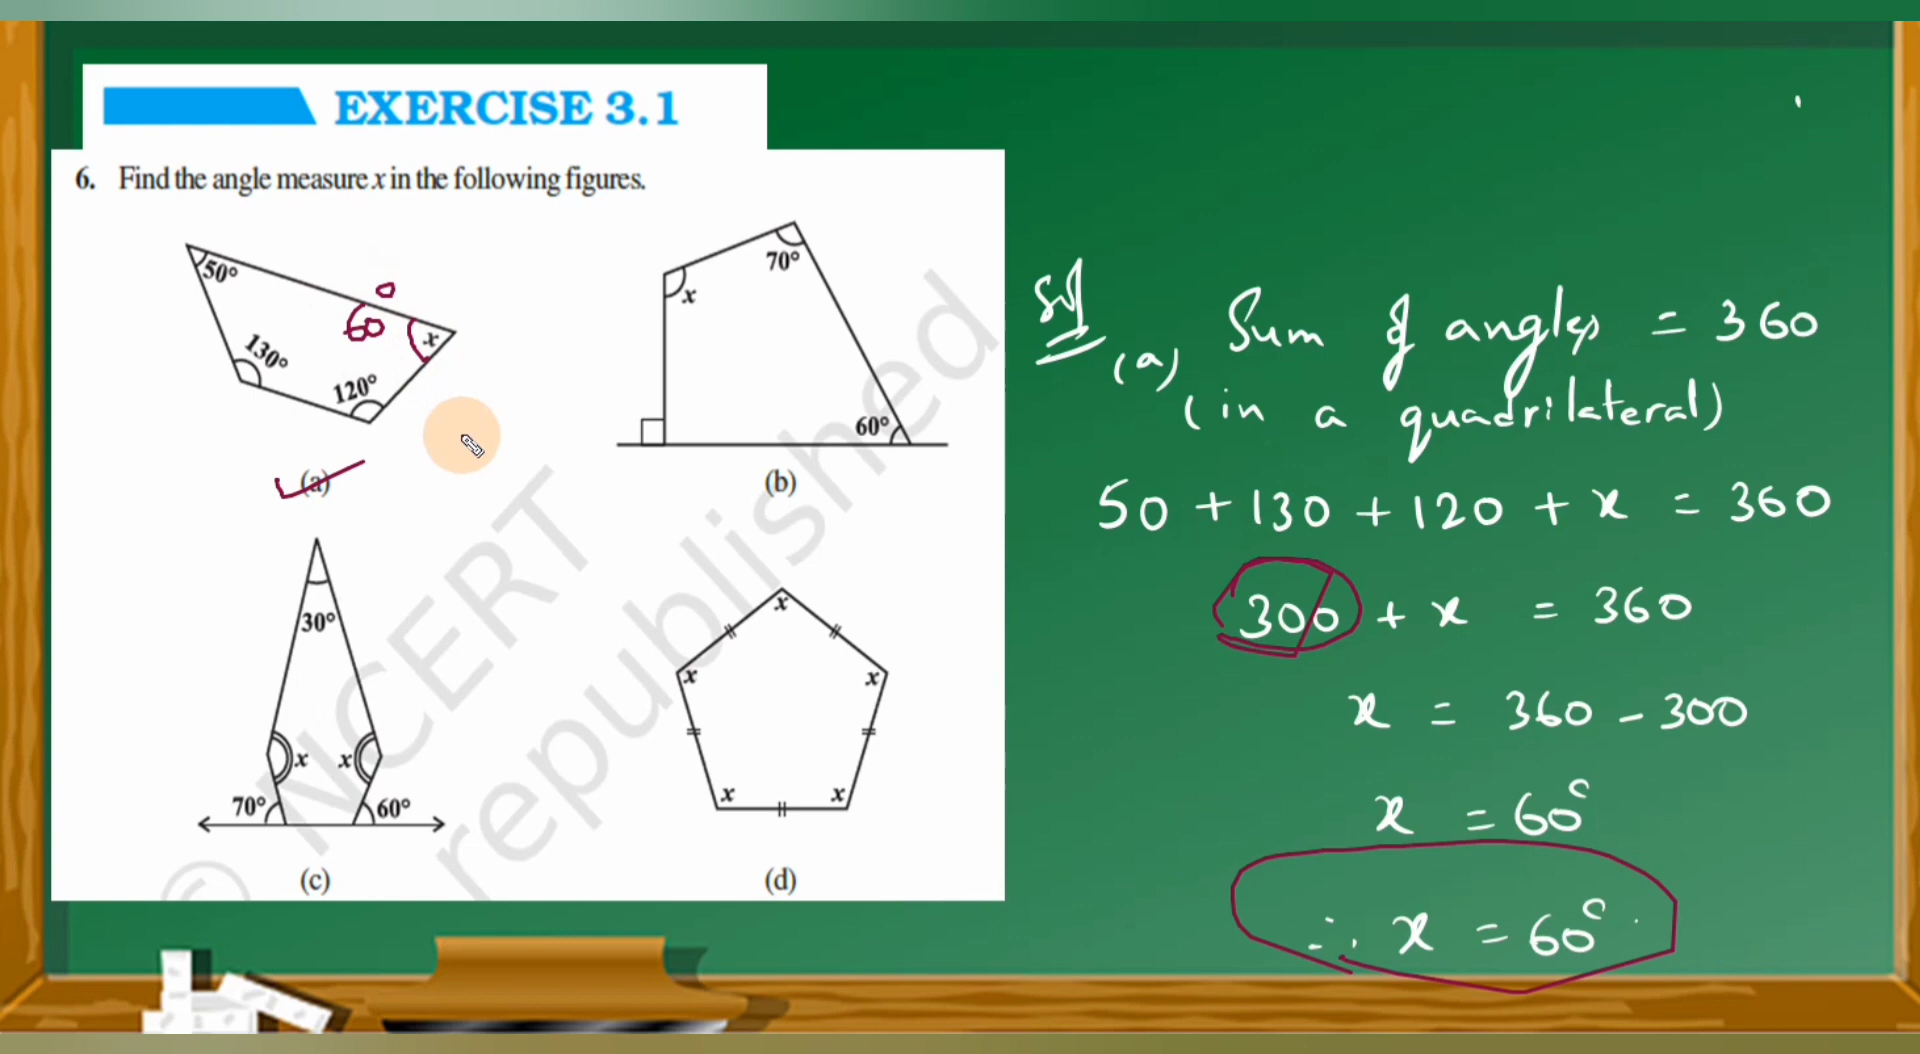 EXERCISE 3.1
6. Find the angle measure x in the following figures.
50°
60°
x
130°
120°
(a)
70°
x
60°
(b)
30°
x x
70° 60°
(c)
x
x x
x x
(d)
© NCERT
republished
Sol
(a) Sum of angles = 360
(in a quadrilateral)
50 + 130 + 120 + x = 360
300 + x = 360
x = 360 - 300
x = 60°
∴ x = 60°